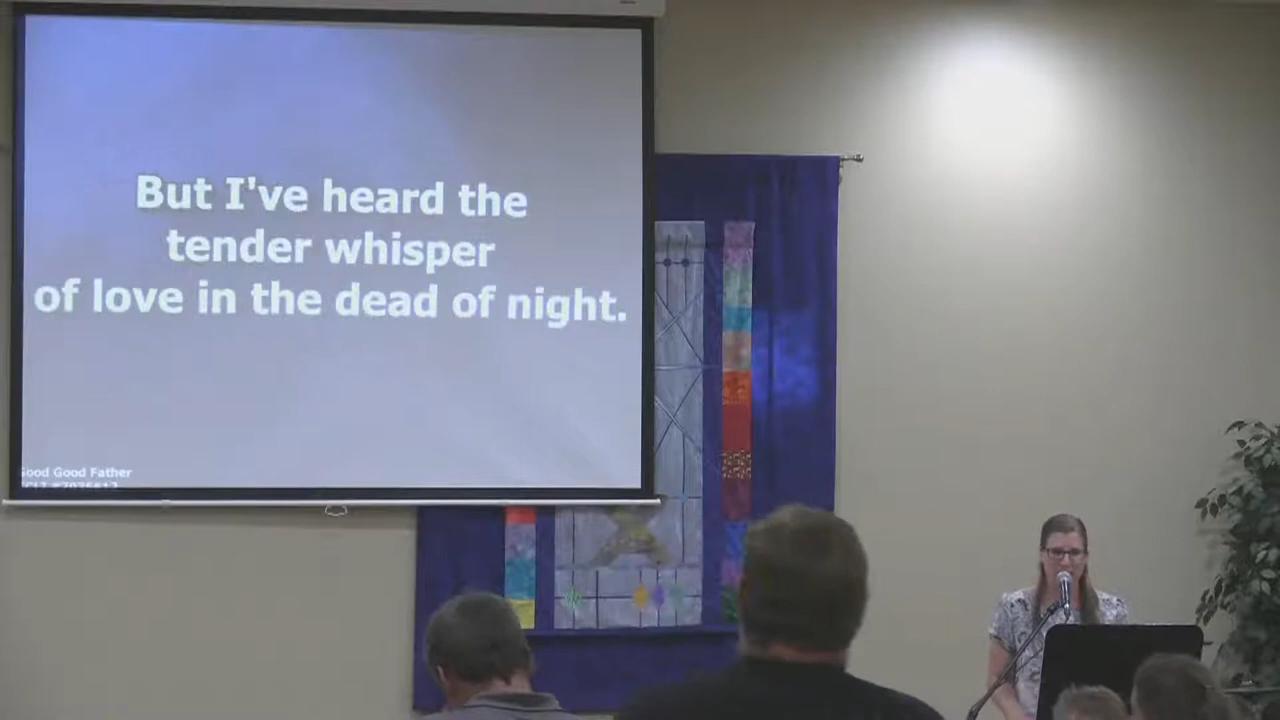 But I've heard the
tender whisper
of love in the dead of night.
Good Good Father